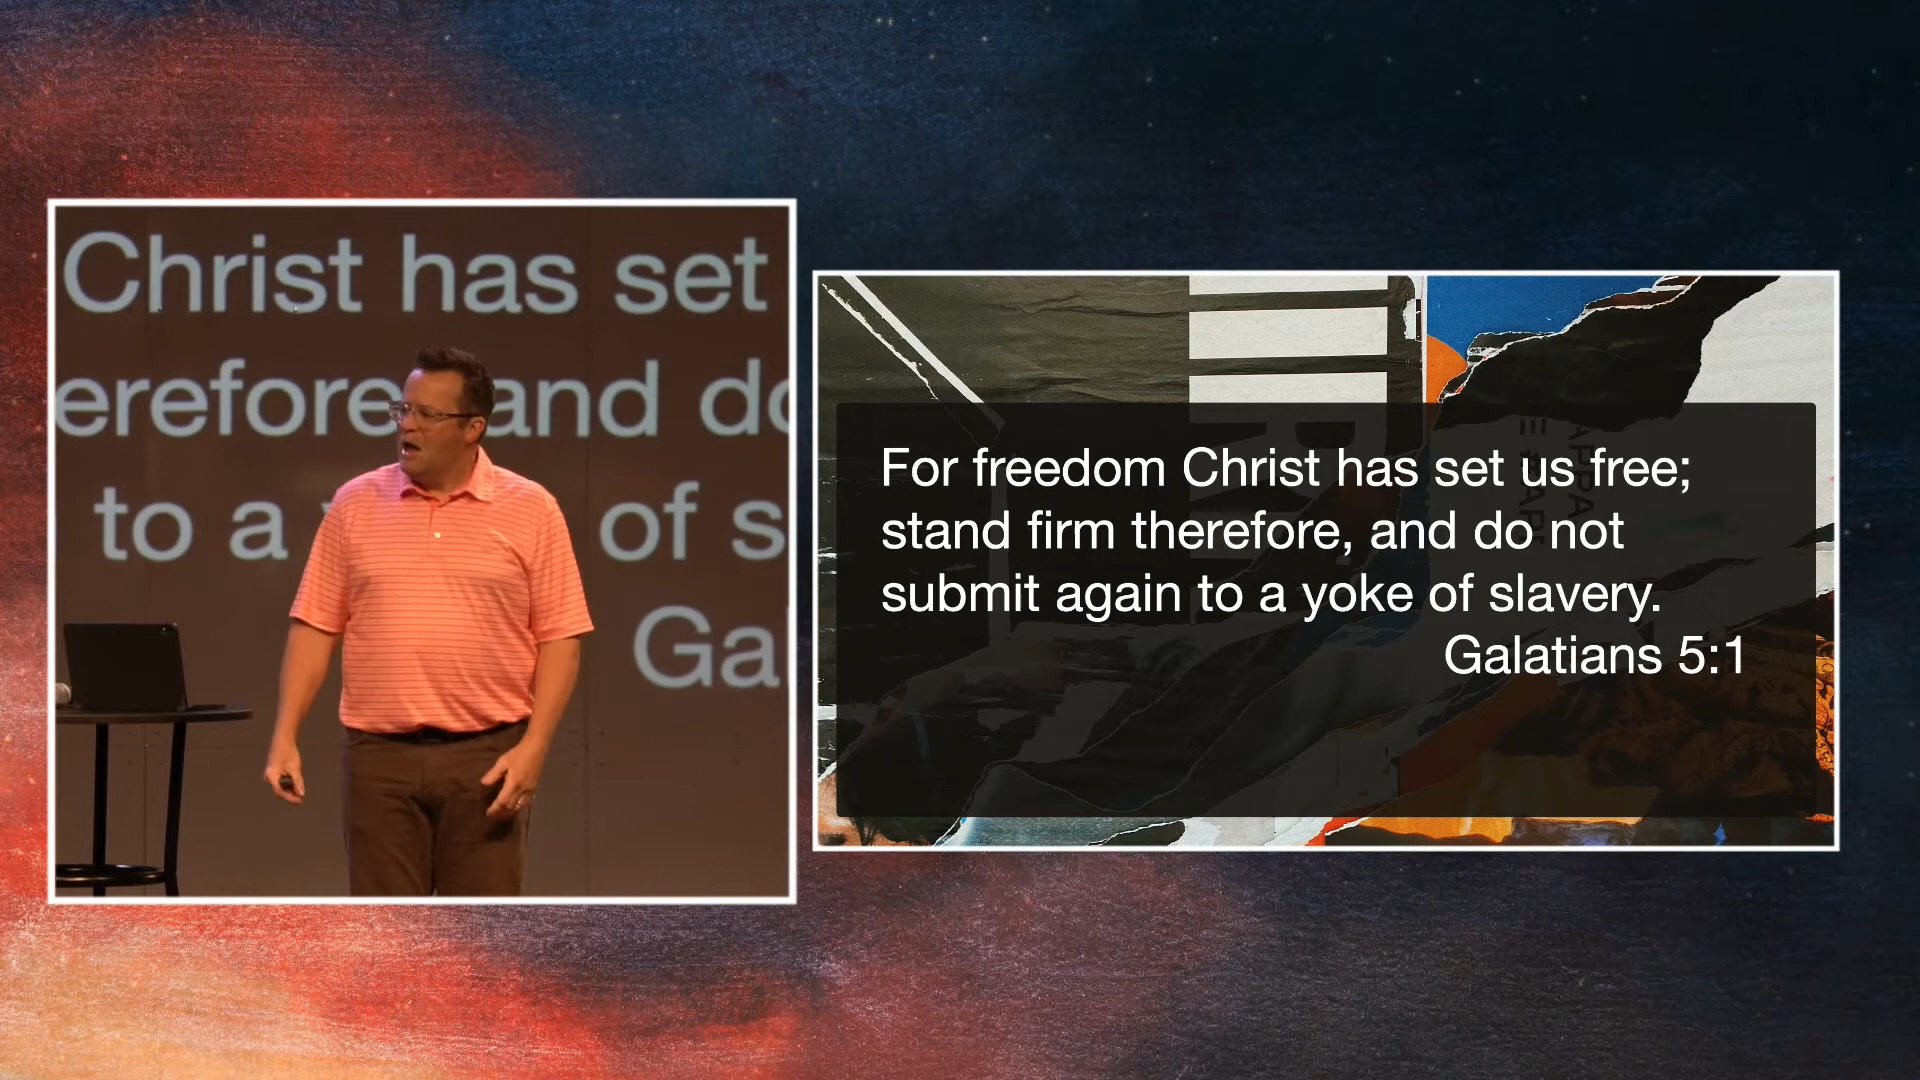 Christ has set
erefore and do
to a of s
Ga
For freedom Christ has set us free;
stand firm therefore, and do not
submit again to a yoke of slavery.
Galatians 5:1